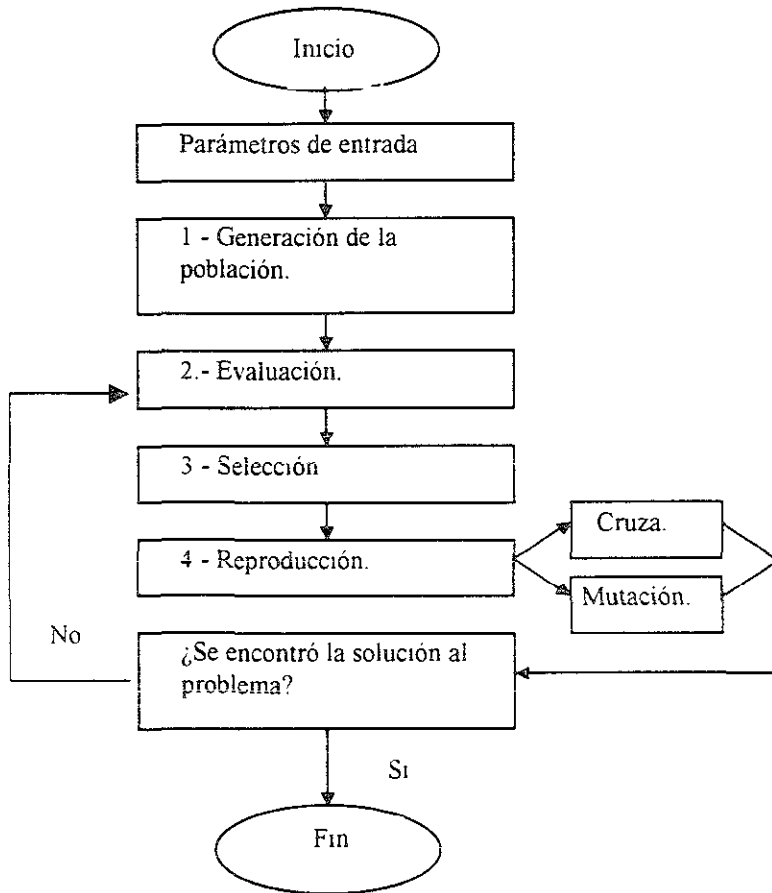 Inicio
Parámetros de entrada
1 - Generación de la
población.
2.- Evaluación.
3 - Selección
4 - Reproducción.
Cruza.
Mutación.
¿Se encontró la solución al
problema?
No
Si
Fin